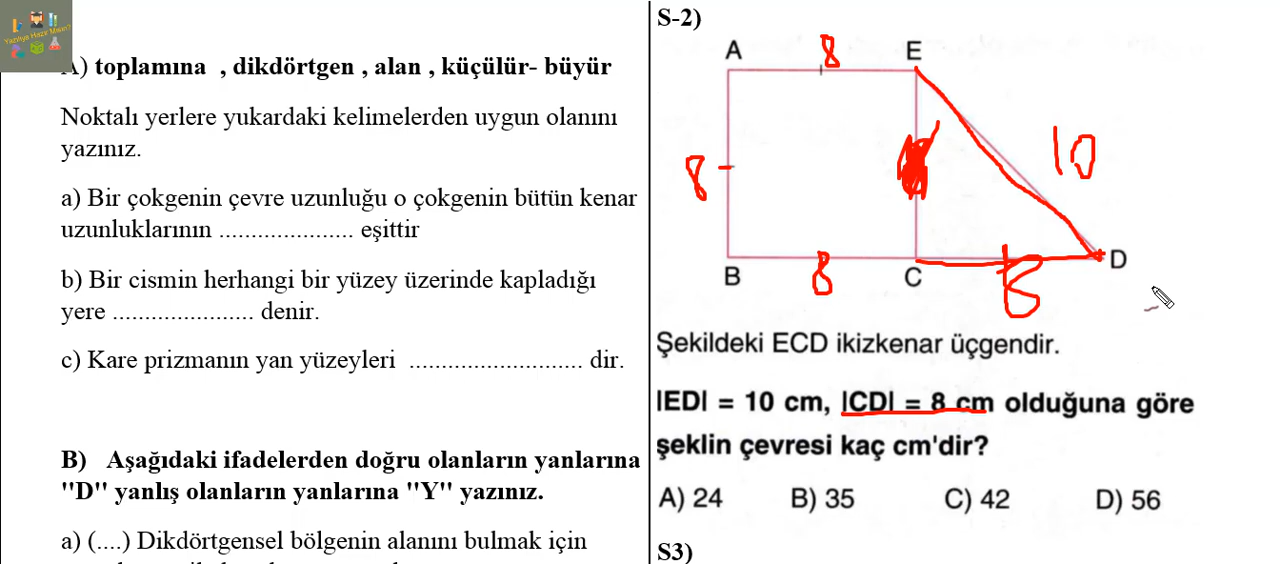 Yazılıya Hazır Mısın?
A) toplamına , dikdörtgen , alan , küçülür- büyür
Noktalı yerlere yukardaki kelimelerden uygun olanını
yazınız.
a) Bir çokgenin çevre uzunluğu o çokgenin bütün kenar
uzunluklarının ..................... eşittir
b) Bir cismin herhangi bir yüzey üzerinde kapladığı
yere ...................... denir.
c) Kare prizmanın yan yüzeyleri ........................... dir.
B) Aşağıdaki ifadelerden doğru olanların yanlarına
"D" yanlış olanların yanlarına "Y" yazınız.
a) (....) Dikdörtgensel bölgenin alanını bulmak için
S-2)
A 8 E
8 10
B 8 C 8 D
Şekildeki ECD ikizkenar üçgendir.
|ED| = 10 cm, |CD| = 8 cm olduğuna göre
şeklin çevresi kaç cm'dir?
A) 24 B) 35 C) 42 D) 56
S3)